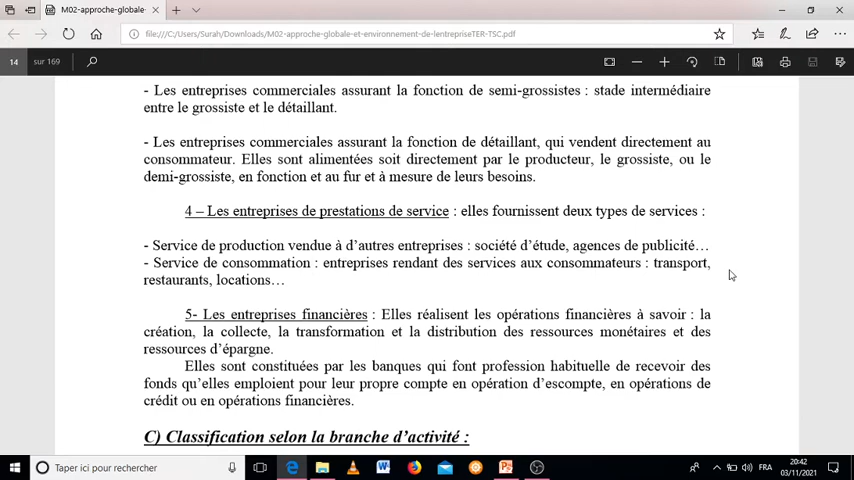 M02-approche-globale-
file:///C:/Users/Surah/Downloads/M02-approche-globale-et-environnement-de-lentrepriseTER-TSC.pdf
14 sur 169
- Les entreprises commerciales assurant la fonction de semi-grossistes : stade intermédiaire
entre le grossiste et le détaillant.
- Les entreprises commerciales assurant la fonction de détaillant, qui vendent directement au
consommateur. Elles sont alimentées soit directement par le producteur, le grossiste, ou le
demi-grossiste, en fonction et au fur et à mesure de leurs besoins.
4 – Les entreprises de prestations de service : elles fournissent deux types de services :
- Service de production vendue à d'autres entreprises : société d'étude, agences de publicité…
- Service de consommation : entreprises rendant des services aux consommateurs : transport,
restaurants, locations…
5- Les entreprises financières : Elles réalisent les opérations financières à savoir : la
création, la collecte, la transformation et la distribution des ressources monétaires et des
ressources d'épargne.
Elles sont constituées par les banques qui font profession habituelle de recevoir des
fonds qu'elles emploient pour leur propre compte en opération d'escompte, en opérations de
crédit ou en opérations financières.
C) Classification selon la branche d'activité :
Taper ici pour rechercher
FRA
20:42
03/11/2021